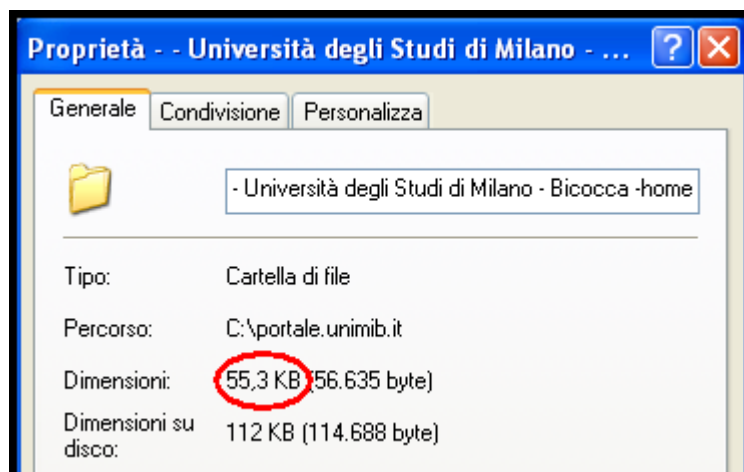 Proprietà - - Università degli Studi di Milano - ...
Generale Condivisione Personalizza
- Università degli Studi di Milano - Bicocca -home
Tipo: Cartella di file
Percorso: C:\portale.unimib.it
Dimensioni: 55,3 KB (56.635 byte)
Dimensioni su disco: 112 KB (114.688 byte)